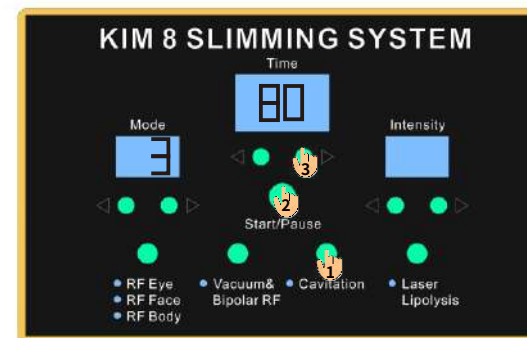 KIM 8 SLIMMING SYSTEM
Time
80
Mode
3
Intensity
3
2
Start/Pause
1
RF Eye
RF Face
RF Body
Vacuum&
Bipolar RF
Cavitation
Laser
Lipolysis